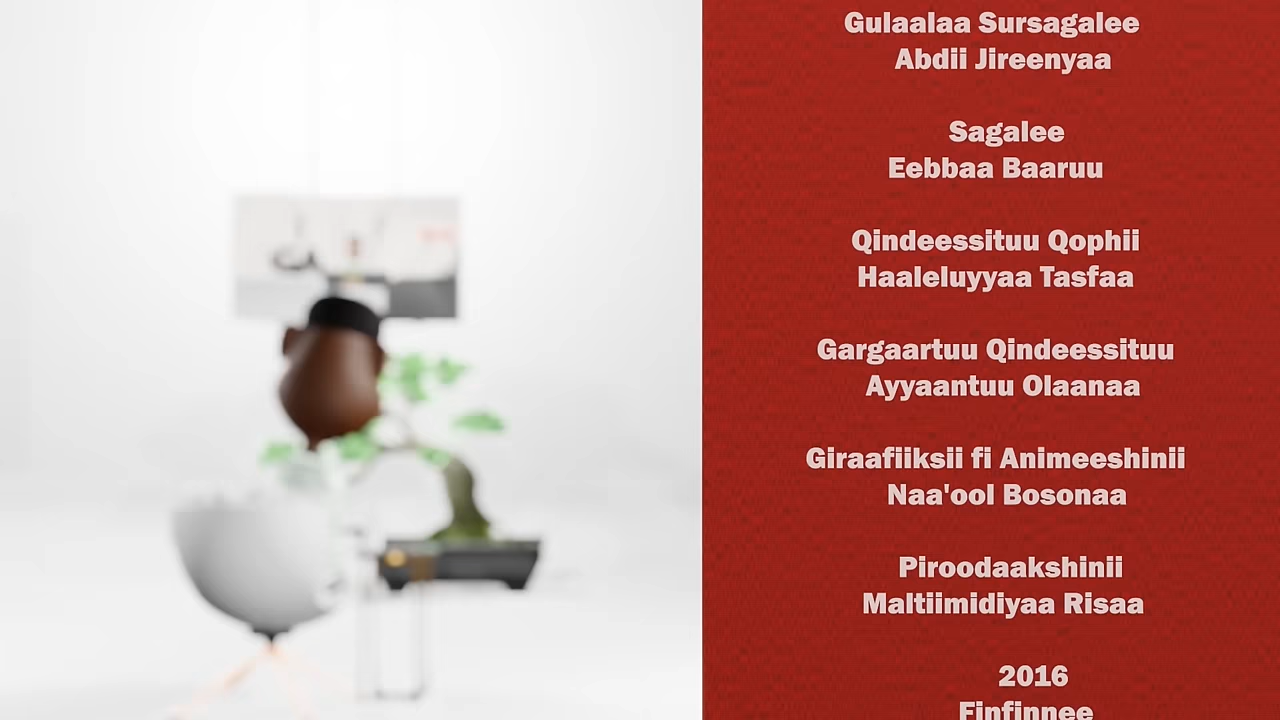 Gulaalaa Sursagalee
Abdii Jireenyaa
Sagalee
Eebbaa Baaruu
Qindeessituu Qophii
Haaleluyyaa Tasfaa
Gargaartuu Qindeessituu
Ayyaantuu Olaanaa
Giraafiiksii fi Animeeshinii
Naa'ool Bosonaa
Piroodaakshinii
Maltiimidiyaa Risaa
2016
Finfinnee